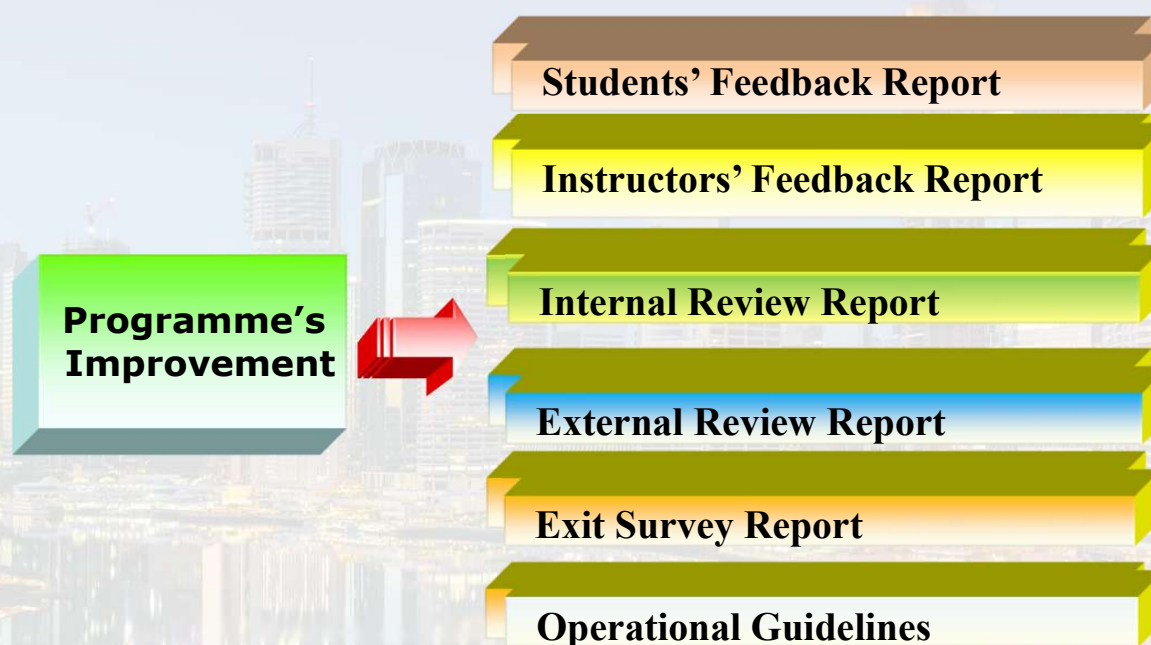 Students’ Feedback Report
Instructors’ Feedback Report
Programme’s
Improvement
Internal Review Report
External Review Report
Exit Survey Report
Operational Guidelines